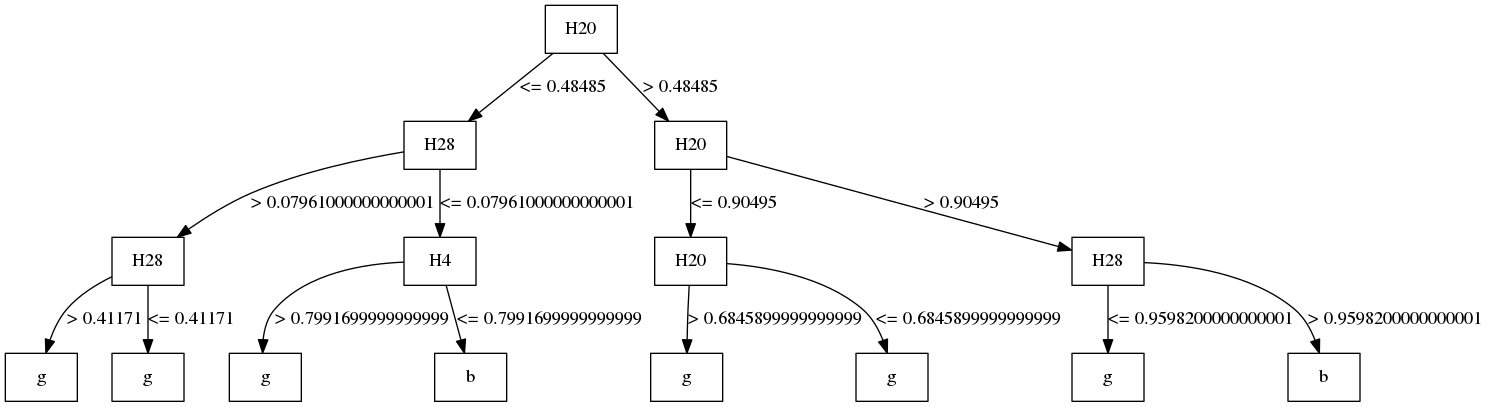 H20
<= 0.48485
> 0.48485
H28
H20
> 0.07961000000000001
<= 0.07961000000000001
<= 0.90495
> 0.90495
H28
H4
H20
H28
> 0.41171
<= 0.41171
> 0.7991699999999999
<= 0.7991699999999999
> 0.6845899999999999
<= 0.6845899999999999
<= 0.9598200000000001
> 0.9598200000000001
g
g
g
b
g
g
g
b